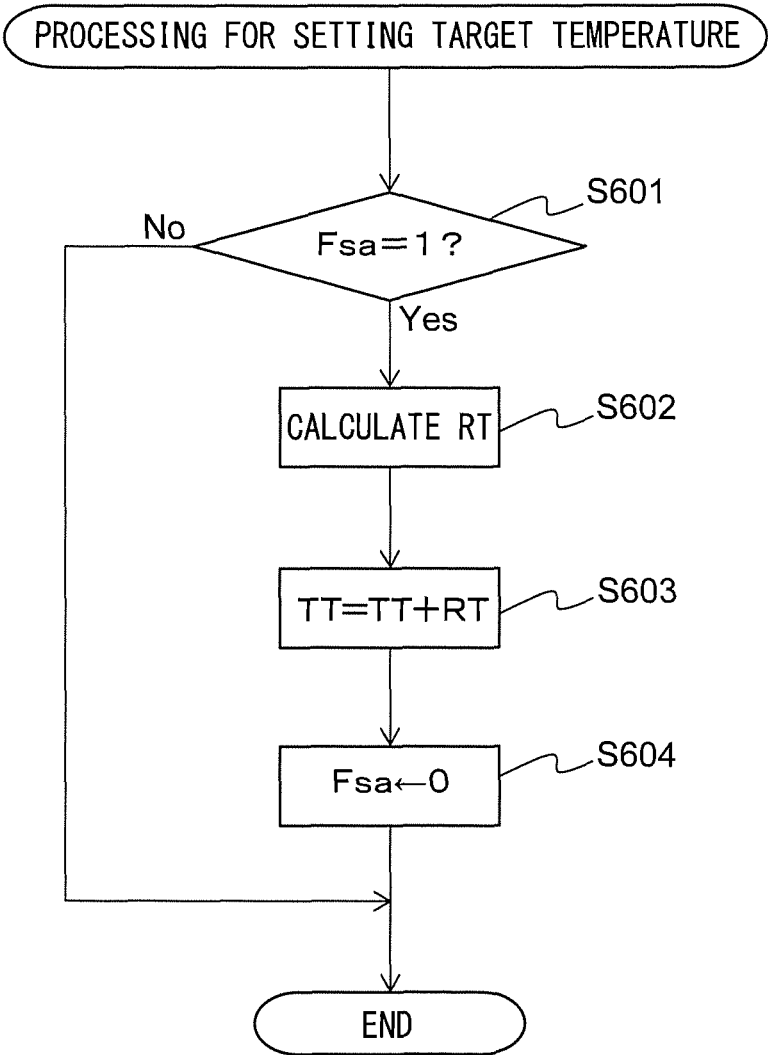 PROCESSING FOR SETTING TARGET TEMPERATURE
S601
No
Fsa=1?
Yes
CALCULATE RT
S602
TT=TT+RT
S603
Fsa←0
S604
END